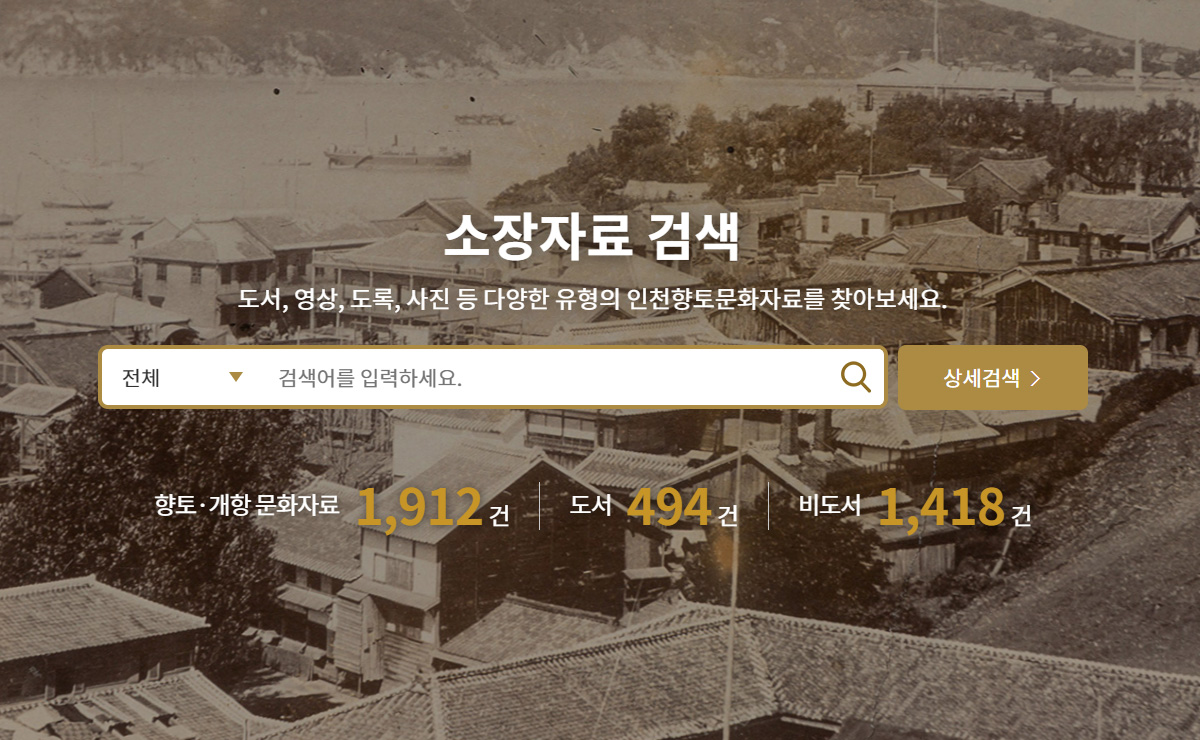 소장자료 검색
도서, 영상, 도록, 사진 등 다양한 유형의 인천향토문화자료를 찾아보세요.
전체 검색어를 입력하세요. 상세검색
향토·개항 문화자료 1,912 건 도서 494 건 비도서 1,418 건